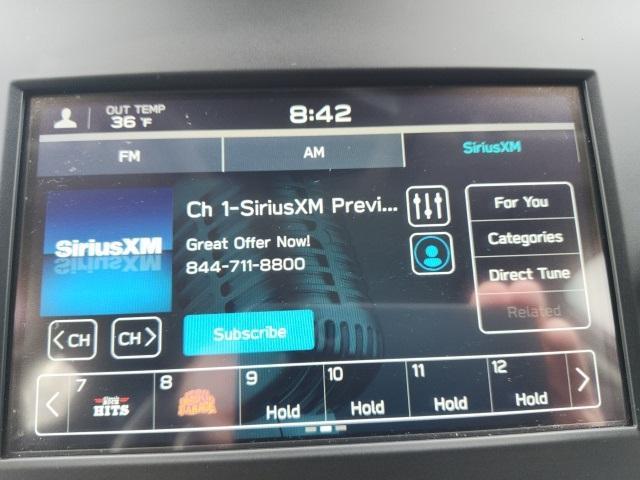 OUT TEMP
36 °F
8:42
FM
AM
SiriusXM
SiriusXM
Ch 1-SiriusXM Previ...
Great Offer Now!
844-711-8800
Subscribe
For You
Categories
Direct Tune
Related
< CH
CH >
7
HITS
8
GARAGE
9
Hold
10
Hold
11
Hold
12
Hold